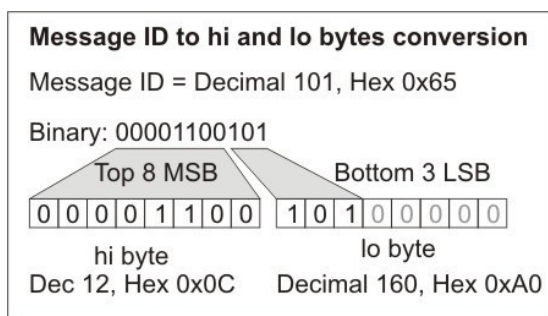 Message ID to hi and lo bytes conversion
Message ID = Decimal 101, Hex 0x65
Binary: 00001100101
Top 8 MSB Bottom 3 LSB
0 0 0 0 1 1 0 0 1 0 1 0 0 0 0 0
hi byte lo byte
Dec 12, Hex 0x0C Decimal 160, Hex 0xA0